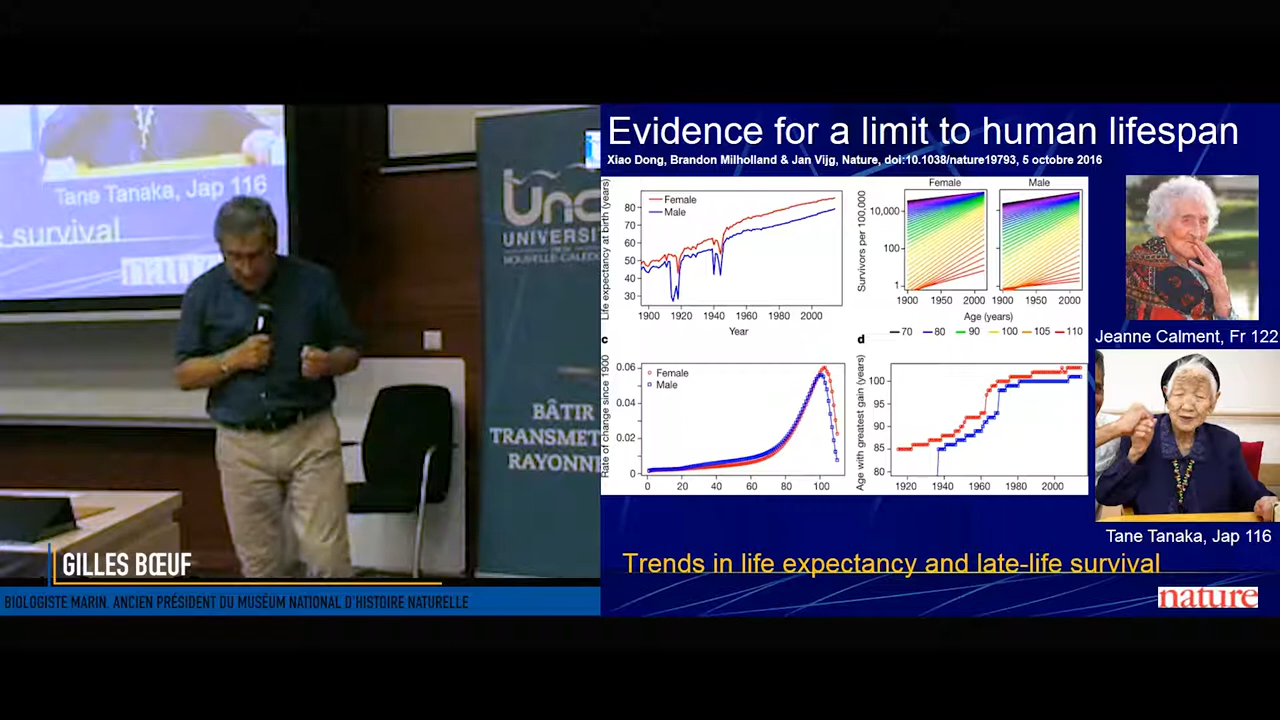 Tane Tanaka, Jap 116
e survival
nature
Unc
UNIVERSI
NOUVELLE-CALÉDO
BÂTIR
TRANSMET
RAYONNE
GILLES BŒUF
BIOLOGISTE MARIN. ANCIEN PRÉSIDENT DU MUSÉUM NATIONAL D'HISTOIRE NATURELLE
Evidence for a limit to human lifespan
Xiao Dong, Brandon Milholland & Jan Vijg, Nature, doi:10.1038/nature19793, 5 octobre 2016
Life expectancy at birth (years)
Female
Male
80
70
60
50
40
30
1900
1920
1940
1960
1980
2000
Year
Survivors per 100,000
Female
Male
10,000
100
1
1900
1950
2000
1900
1950
2000
Age (years)
70
80
90
100
105
110
c
Rate of change since 1900
Female
Male
0.06
0.04
0.02
0
0
20
40
60
80
100
d
Age with greatest gain (years)
100
95
90
85
80
1920
1940
1960
1980
2000
Jeanne Calment, Fr 122
Tane Tanaka, Jap 116
Trends in life expectancy and late-life survival
nature